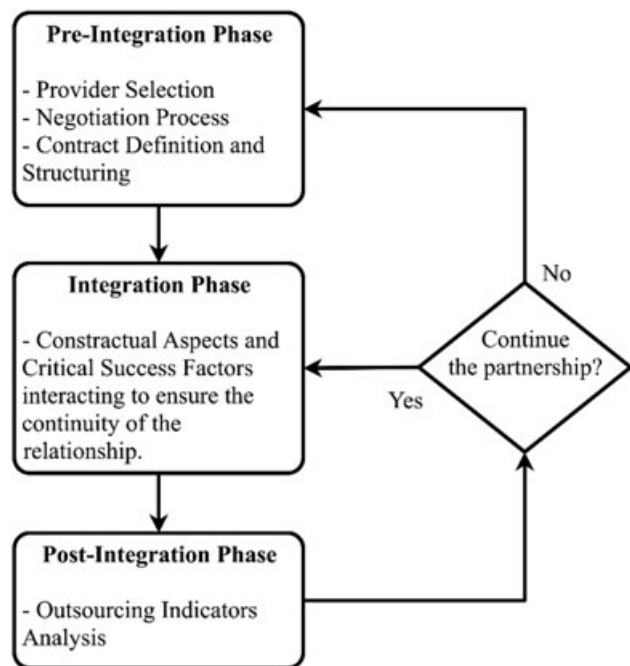 Pre-Integration Phase
- Provider Selection
- Negotiation Process
- Contract Definition and
Structuring
Integration Phase
- Constractual Aspects and
Critical Success Factors
interacting to ensure the
continuity of the
relationship.
Post-Integration Phase
- Outsourcing Indicators
Analysis
No
Continue
the partnership?
Yes